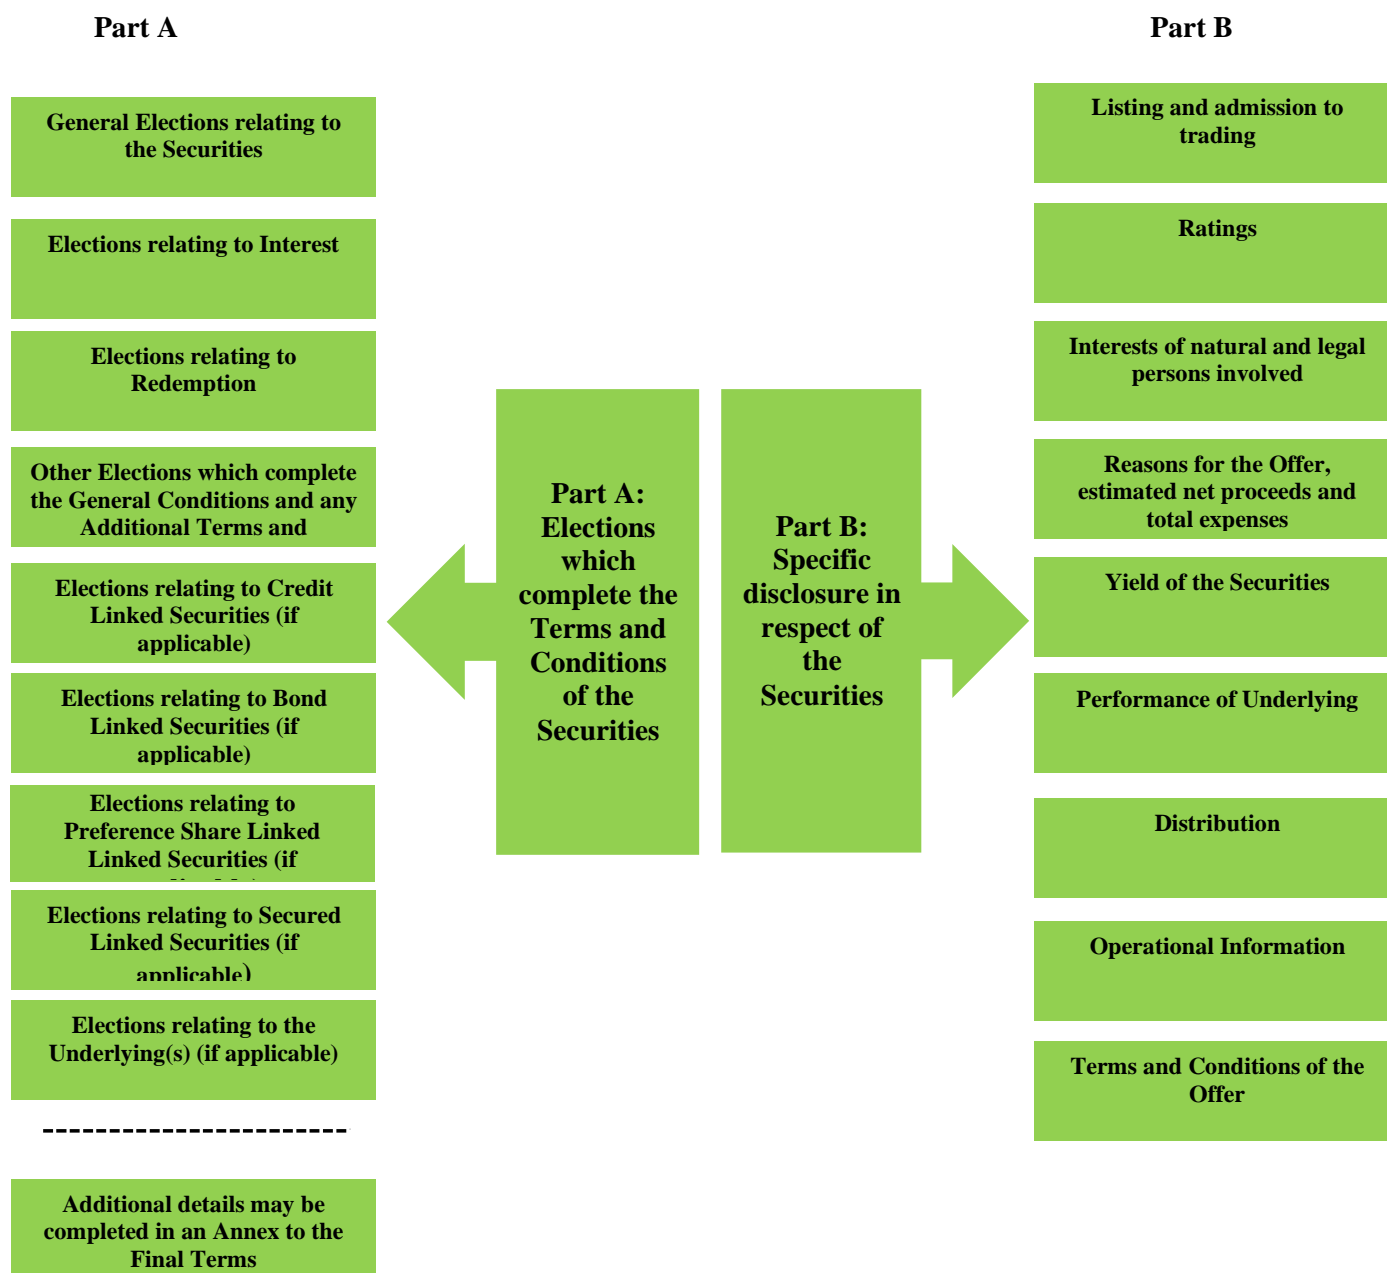 Part A
General Elections relating to
the Securities
Elections relating to Interest
Elections relating to
Redemption
Other Elections which complete
the General Conditions and any
Additional Terms and
Elections relating to Credit
Linked Securities (if
applicable)
Elections relating to Bond
Linked Securities (if
applicable)
Elections relating to
Preference Share Linked
Linked Securities (if
Elections relating to Secured
Linked Securities (if
applicable)
Elections relating to the
Underlying(s) (if applicable)
-----------------------
Additional details may be
completed in an Annex to the
Final Terms
Part A:
Elections
which
complete the
Terms and
Conditions
of the
Securities
Part B:
Specific
disclosure in
respect of
the
Securities
Part B
Listing and admission to
trading
Ratings
Interests of natural and legal
persons involved
Reasons for the Offer,
estimated net proceeds and
total expenses
Yield of the Securities
Performance of Underlying
Distribution
Operational Information
Terms and Conditions of the
Offer